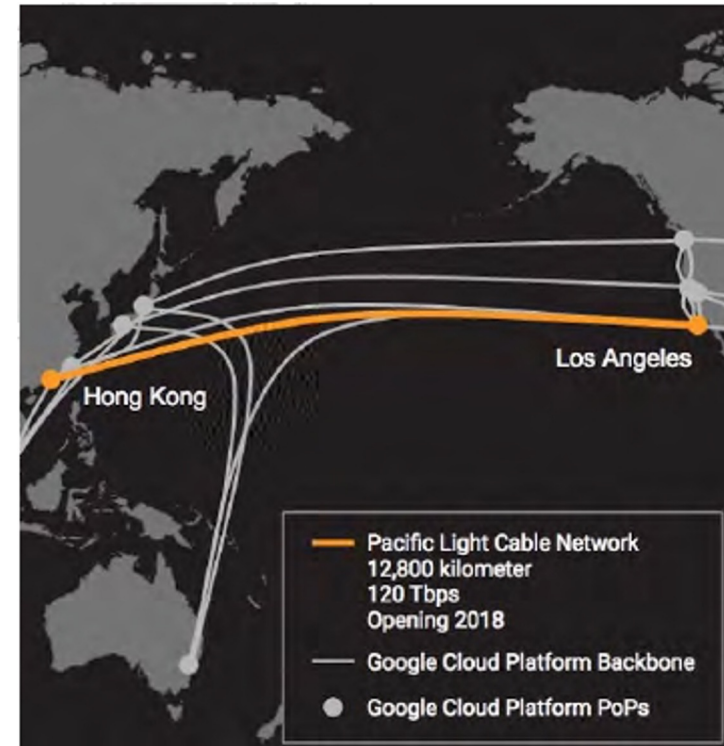 Los Angeles
Hong Kong
Pacific Light Cable Network
12,800 kilometer
120 Tbps
Opening 2018
Google Cloud Platform Backbone
Google Cloud Platform PoPs